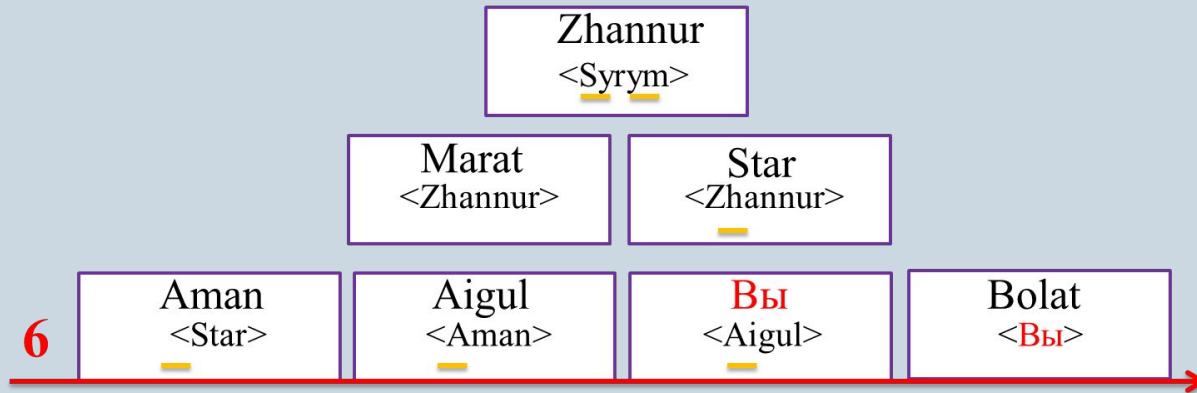 Zhannur
<Syrym>
Marat
<Zhannur>
Star
<Zhannur>
6
Aman
<Star>
Aigul
<Aman>
Вы
<Aigul>
Bolat
<Вы>